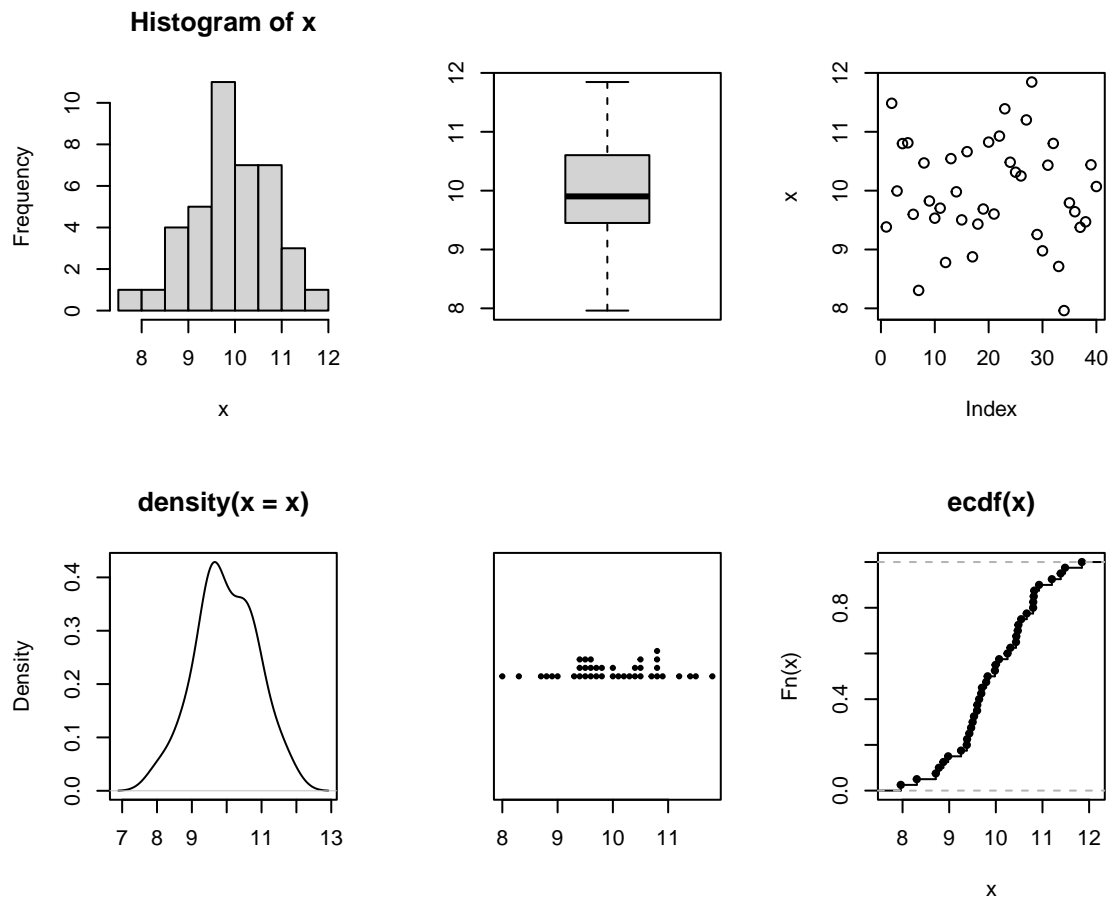 Histogram of x
Frequency
0 2 4 6 8 10
8 9 10 11 12
x
8 9 10 11 12
x
8 9 10 11 12
0 10 20 30 40
Index
density(x = x)
Density
0.0 0.1 0.2 0.3 0.4
7 8 9 11 13
8 9 10 11
ecdf(x)
Fn(x)
0.0 0.4 0.8
8 9 10 11 12
x